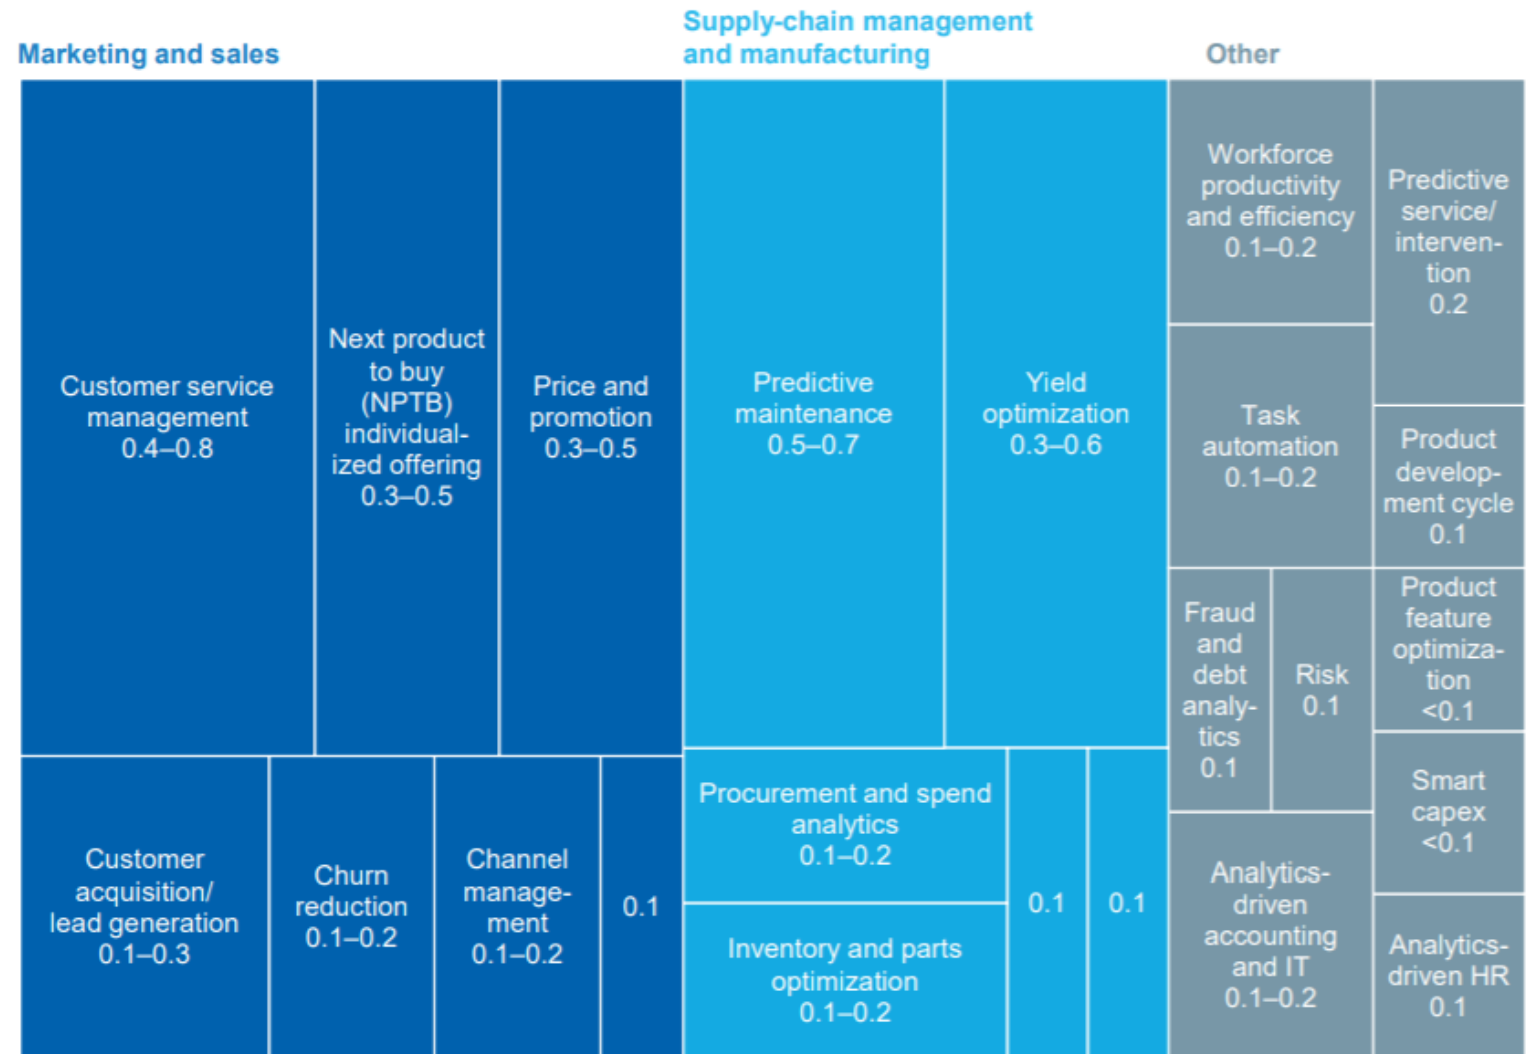 Marketing and sales
Supply-chain management
and manufacturing
Other
Customer service
management
0.4–0.8
Next product
to buy
(NPTB)
individual-
ized offering
0.3–0.5
Price and
promotion
0.3–0.5
Customer
acquisition/
lead generation
0.1–0.3
Churn
reduction
0.1–0.2
Channel
manage-
ment
0.1–0.2
0.1
Predictive
maintenance
0.5–0.7
Yield
optimization
0.3–0.6
Procurement and spend
analytics
0.1–0.2
Inventory and parts
optimization
0.1–0.2
0.1
0.1
Workforce
productivity
and efficiency
0.1–0.2
Predictive
service/
interven-
tion
0.2
Task
automation
0.1–0.2
Product
develop-
ment cycle
0.1
Fraud
and
debt
analy-
tics
0.1
Risk
0.1
Product
feature
optimiza-
tion
<0.1
Smart
capex
<0.1
Analytics-
driven
accounting
and IT
0.1–0.2
Analytics-
driven HR
0.1